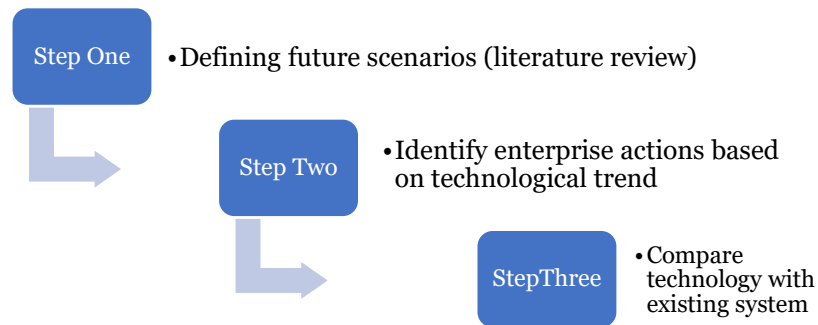 Step One
•Defining future scenarios (literature review)
Step Two
•Identify enterprise actions based
on technological trend
StepThree
•Compare
technology with
existing system